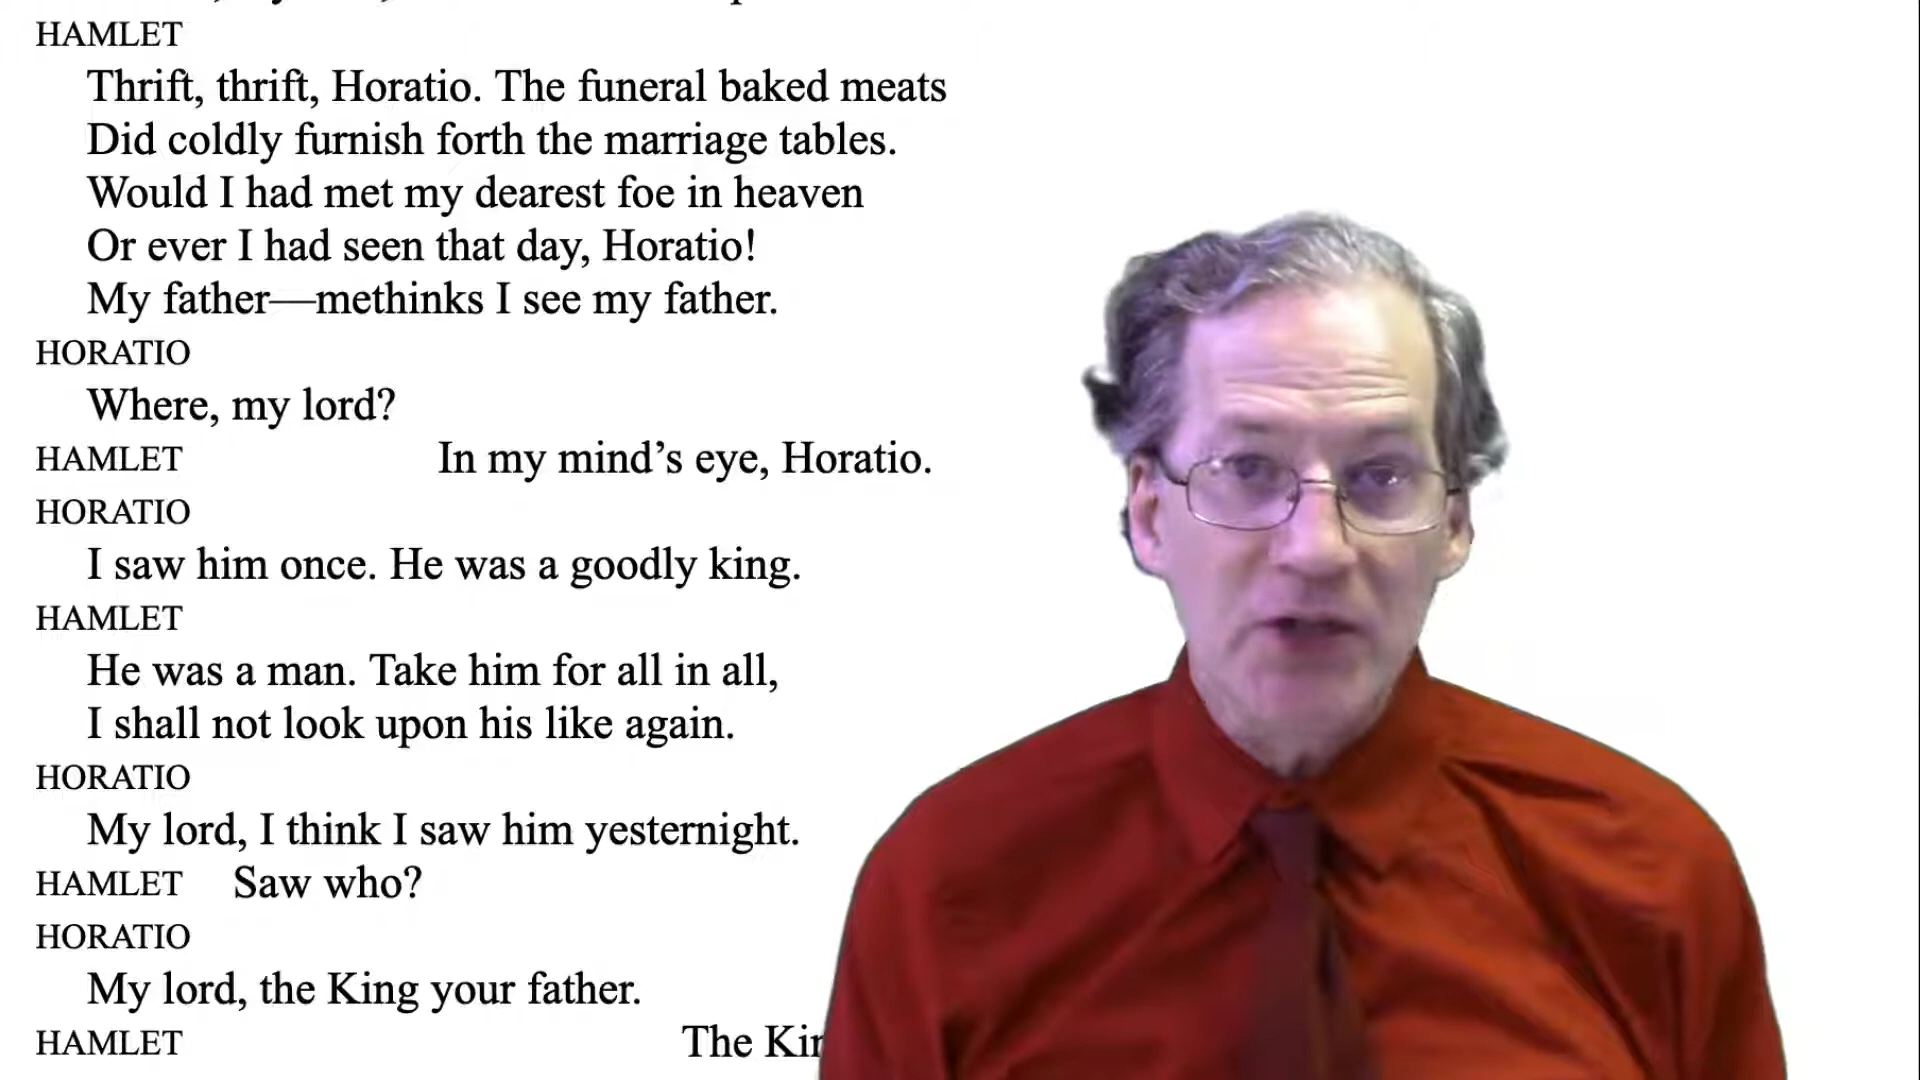 HAMLET
Thrift, thrift, Horatio. The funeral baked meats
Did coldly furnish forth the marriage tables.
Would I had met my dearest foe in heaven
Or ever I had seen that day, Horatio!
My father—methinks I see my father.
HORATIO
Where, my lord?
HAMLET In my mind’s eye, Horatio.
HORATIO
I saw him once. He was a goodly king.
HAMLET
He was a man. Take him for all in all,
I shall not look upon his like again.
HORATIO
My lord, I think I saw him yesternight.
HAMLET Saw who?
HORATIO
My lord, the King your father.
HAMLET The